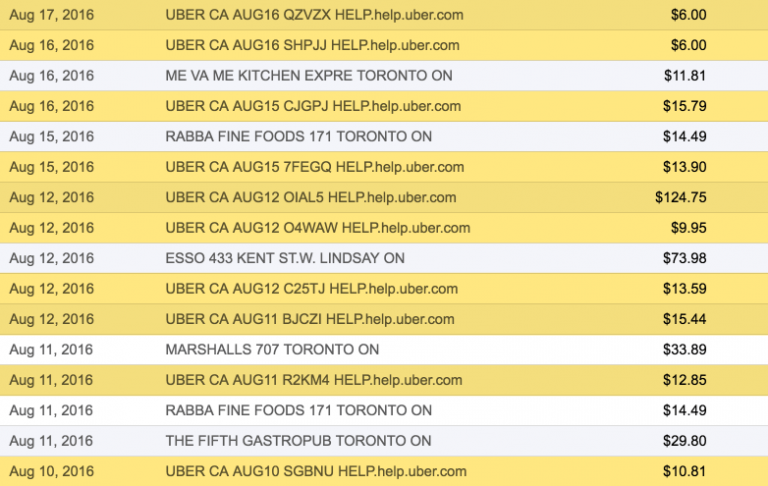 Aug 17, 2016 UBER CA AUG16 QZVZX HELP.help.uber.com $6.00
Aug 16, 2016 UBER CA AUG16 SHPJJ HELP.help.uber.com $6.00
Aug 16, 2016 ME VA ME KITCHEN EXPRE TORONTO ON $11.81
Aug 16, 2016 UBER CA AUG15 CJGPJ HELP.help.uber.com $15.79
Aug 15, 2016 RABBA FINE FOODS 171 TORONTO ON $14.49
Aug 15, 2016 UBER CA AUG15 7FEGQ HELP.help.uber.com $13.90
Aug 12, 2016 UBER CA AUG12 OIAL5 HELP.help.uber.com $124.75
Aug 12, 2016 UBER CA AUG12 O4WAW HELP.help.uber.com $9.95
Aug 12, 2016 ESSO 433 KENT ST.W. LINDSAY ON $73.98
Aug 12, 2016 UBER CA AUG12 C25TJ HELP.help.uber.com $13.59
Aug 12, 2016 UBER CA AUG11 BJCZI HELP.help.uber.com $15.44
Aug 11, 2016 MARSHALLS 707 TORONTO ON $33.89
Aug 11, 2016 UBER CA AUG11 R2KM4 HELP.help.uber.com $12.85
Aug 11, 2016 RABBA FINE FOODS 171 TORONTO ON $14.49
Aug 11, 2016 THE FIFTH GASTROPUB TORONTO ON $29.80
Aug 10, 2016 UBER CA AUG10 SGBNU HELP.help.uber.com $10.81